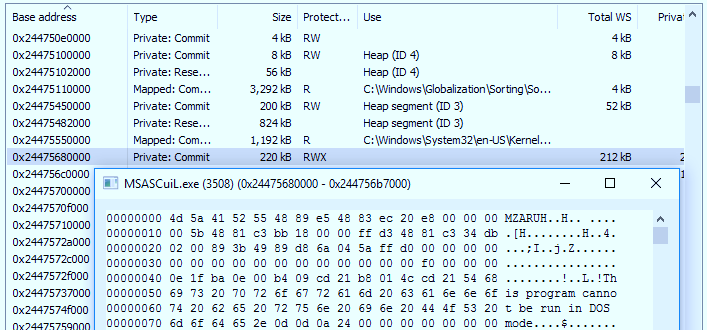 Base address Type Size Protect... Use Total WS Privat
0x244750e0000 Private: Commit 4 kB RW 4 kB
0x24475100000 Private: Commit 8 kB RW Heap (ID 4) 8 kB
0x24475102000 Private: Rese... 56 kB Heap (ID 4)
0x24475110000 Mapped: Com... 3,292 kB R C:\Windows\Globalization\Sorting\So... 4 kB
0x24475450000 Private: Commit 200 kB RW Heap segment (ID 3) 52 kB
0x24475482000 Private: Rese... 824 kB Heap segment (ID 3)
0x24475550000 Mapped: Com... 1,192 kB R C:\Windows\System32\en-US\Kernel...
0x24475680000 Private: Commit 220 kB RWX 212 kB 2
0x244756c0000
0x24475700000
0x2447570f000
0x24475710000
0x2447572a000
0x2447572c000
0x2447572f000
0x24475737000
0x2447574f000
0x24475759000
MSASCuiL.exe (3508) (0x24475680000 - 0x244756b7000)
00000000 4d 5a 41 52 55 48 89 e5 48 83 ec 20 e8 00 00 00 MZARUH..H.. ....
00000010 00 5b 48 81 c3 bb 18 00 00 ff d3 48 81 c3 34 db .[H........H..4.
00000020 02 00 89 3b 49 89 d8 6a 04 5a ff d0 00 00 00 00 ...;I..j.Z......
00000030 00 00 00 00 00 00 00 00 00 00 00 00 f0 00 00 00 ................
00000040 0e 1f ba 0e 00 b4 09 cd 21 b8 01 4c cd 21 54 68 ........!..L.!Th
00000050 69 73 20 70 72 6f 67 72 61 6d 20 63 61 6e 6e 6f is program canno
00000060 74 20 62 65 20 72 75 6e 20 69 6e 20 44 4f 53 20 t be run in DOS
00000070 6d 6f 64 65 2e 0d 0d 0a 24 00 00 00 00 00 00 00 mode....$.......